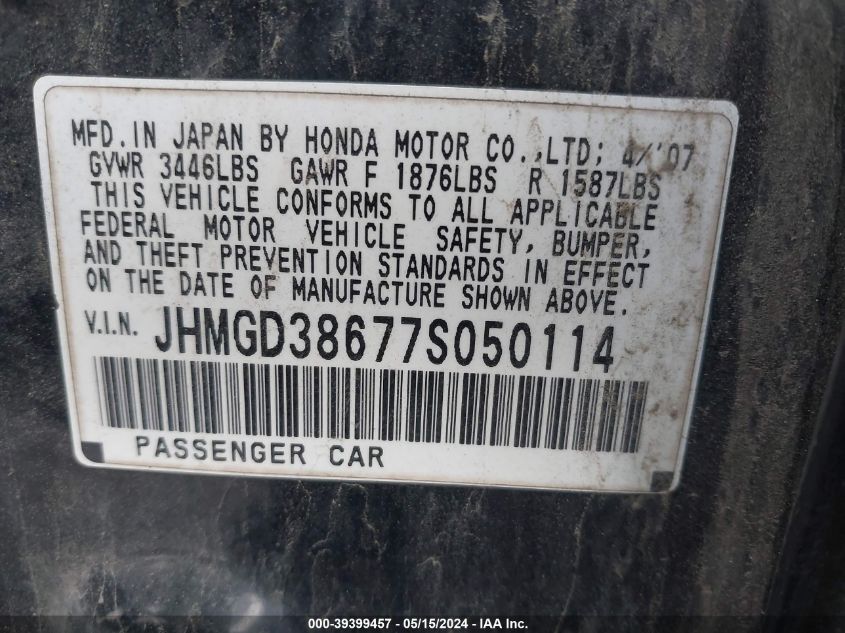 MFD. IN JAPAN BY HONDA MOTOR CO.,LTD; 4/'07
GVWR 3446LBS GAWR F 1876LBS R 1587LBS
THIS VEHICLE CONFORMS TO ALL APPLICABLE
FEDERAL MOTOR VEHICLE SAFETY, BUMPER,
AND THEFT PREVENTION STANDARDS IN EFFECT
ON THE DATE OF MANUFACTURE SHOWN ABOVE.
V.I.N. JHMGD38677S050114
PASSENGER CAR
000-39399457 - 05/15/2024 - IAA Inc.